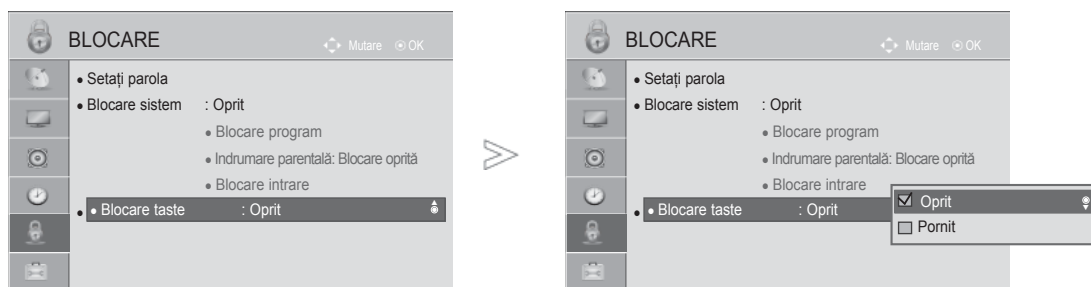 BLOCARE
Mutare OK
• Setați parola
• Blocare sistem : Oprit
• Blocare program
• Indrumare parentală: Blocare oprită
• Blocare intrare
• • Blocare taste : Oprit
BLOCARE
Mutare OK
• Setați parola
• Blocare sistem : Oprit
• Blocare program
• Indrumare parentală: Blocare oprită
• Blocare intrare
• • Blocare taste : Oprit
Oprit
Pornit